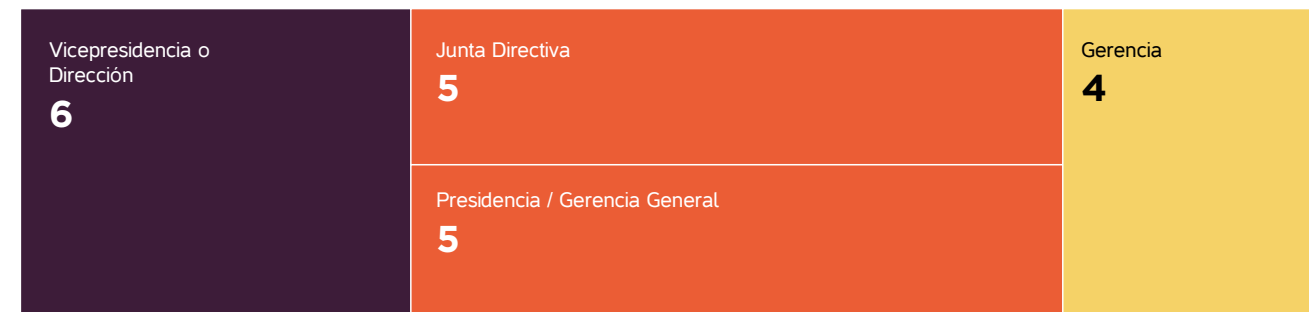 Vicepresidencia o
Dirección
6
Junta Directiva
5
Presidencia / Gerencia General
5
Gerencia
4